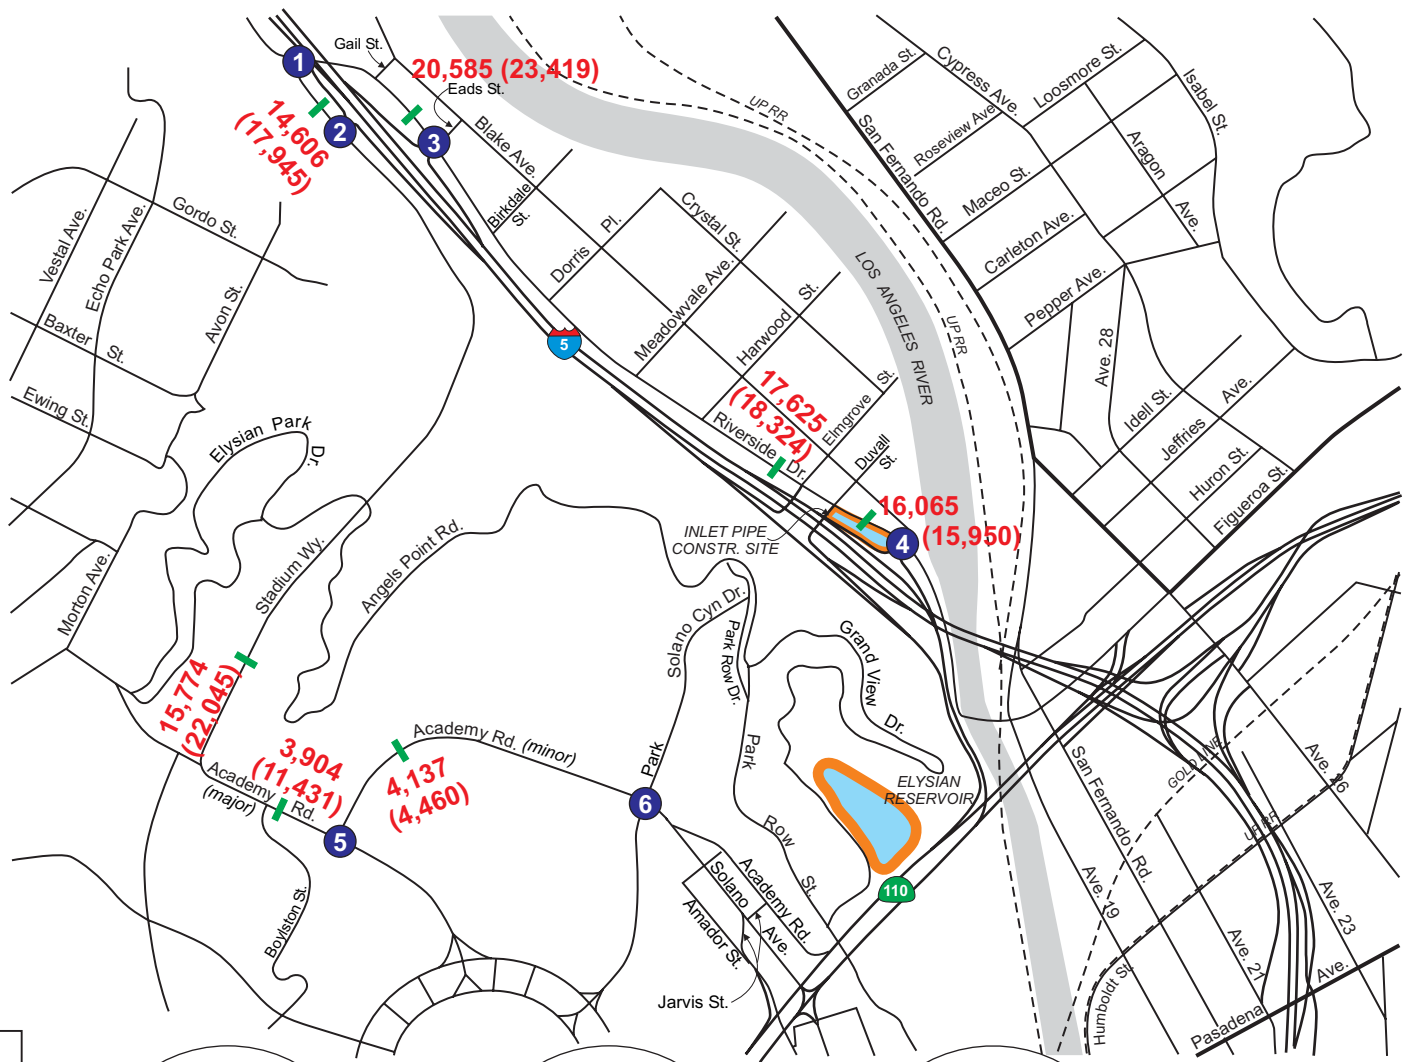 1
Gail St.
20,585 (23,419)
Eads St.
14,606
(17,945)
2
3
Blake Ave.
Birkdale
St.
UPRR
Granada St.
Cypress Ave.
Loosmore St.
Isabel St.
San Fernando Rd.
Roseview Ave.
Aragon
Ave.
Maceo St.
Carleton Ave.
Pepper Ave.
Vestal Ave.
Echo Park Ave.
Gordo St.
Avon St.
Baxter
St.
Ewing St.
Dorris
Pl.
Crystal St.
Meadowvale Ave.
Harwood
St.
LOS ANGELES RIVER
UPRR
5
Ave. 28
Idell St.
Ave.
Jeffries
Huron St.
Figueroa St.
17,625
(18,324)
Elmgrove
St.
Riverside
Dr.
Duvall
St.
Elysian Park
Dr.
16,065
(15,950)
4
INLET PIPE
CONSTR. SITE
Angels Point Rd.
Stadium Wy.
Morton Ave.
Solano Cyn Dr.
Park Row Dr.
Grand View
Dr.
15,774
(22,045)
3,904
(11,431)
Academy
Rd.
(major)
Academy Rd. (minor)
4,137
(4,460)
5
6
Park
Park
Row
St.
ELYSIAN
RESERVOIR
110
Boylston St.
Solano
Ave.
Academy Rd.
Amador St.
Jarvis St.
San Fernando Rd.
GOLD LINE
Ave. 26
UPRR
Ave. 19
Ave. 21
Ave. 23
Humboldt St.
Pasadena
Ave.